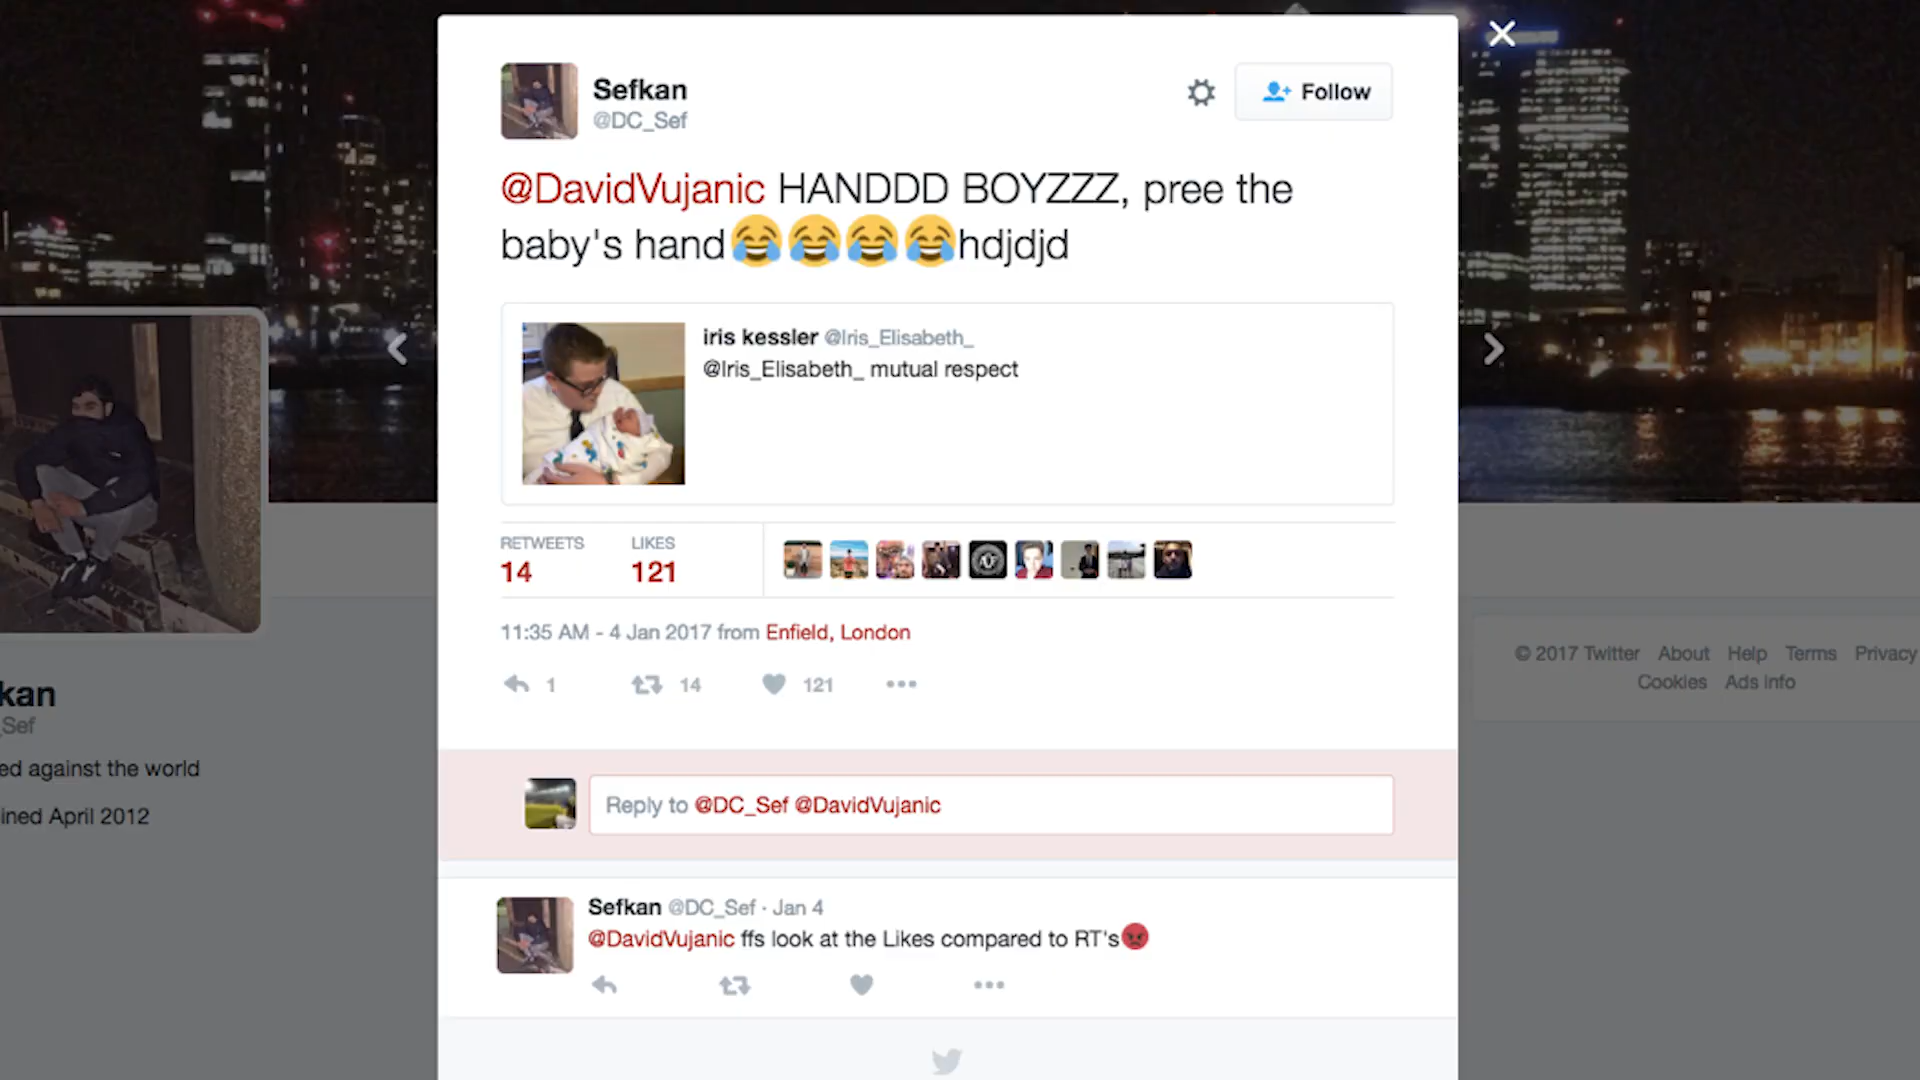 Sefkan
@DC_Sef
Follow
@DavidVujanic HANDDD BOYZZZ, pree the
baby's hand😂😂😂😂hdjdjd
iris kessler @Iris_Elisabeth_
@Iris_Elisabeth_ mutual respect
RETWEETS
14
LIKES
121
11:35 AM - 4 Jan 2017 from Enfield, London
1
14
121
Reply to @DC_Sef @DavidVujanic
Sefkan @DC_Sef · Jan 4
@DavidVujanic ffs look at the Likes compared to RT's😡
kan
_Sef
ed against the world
ined April 2012
© 2017 Twitter About Help Terms Privacy
Cookies Ads info